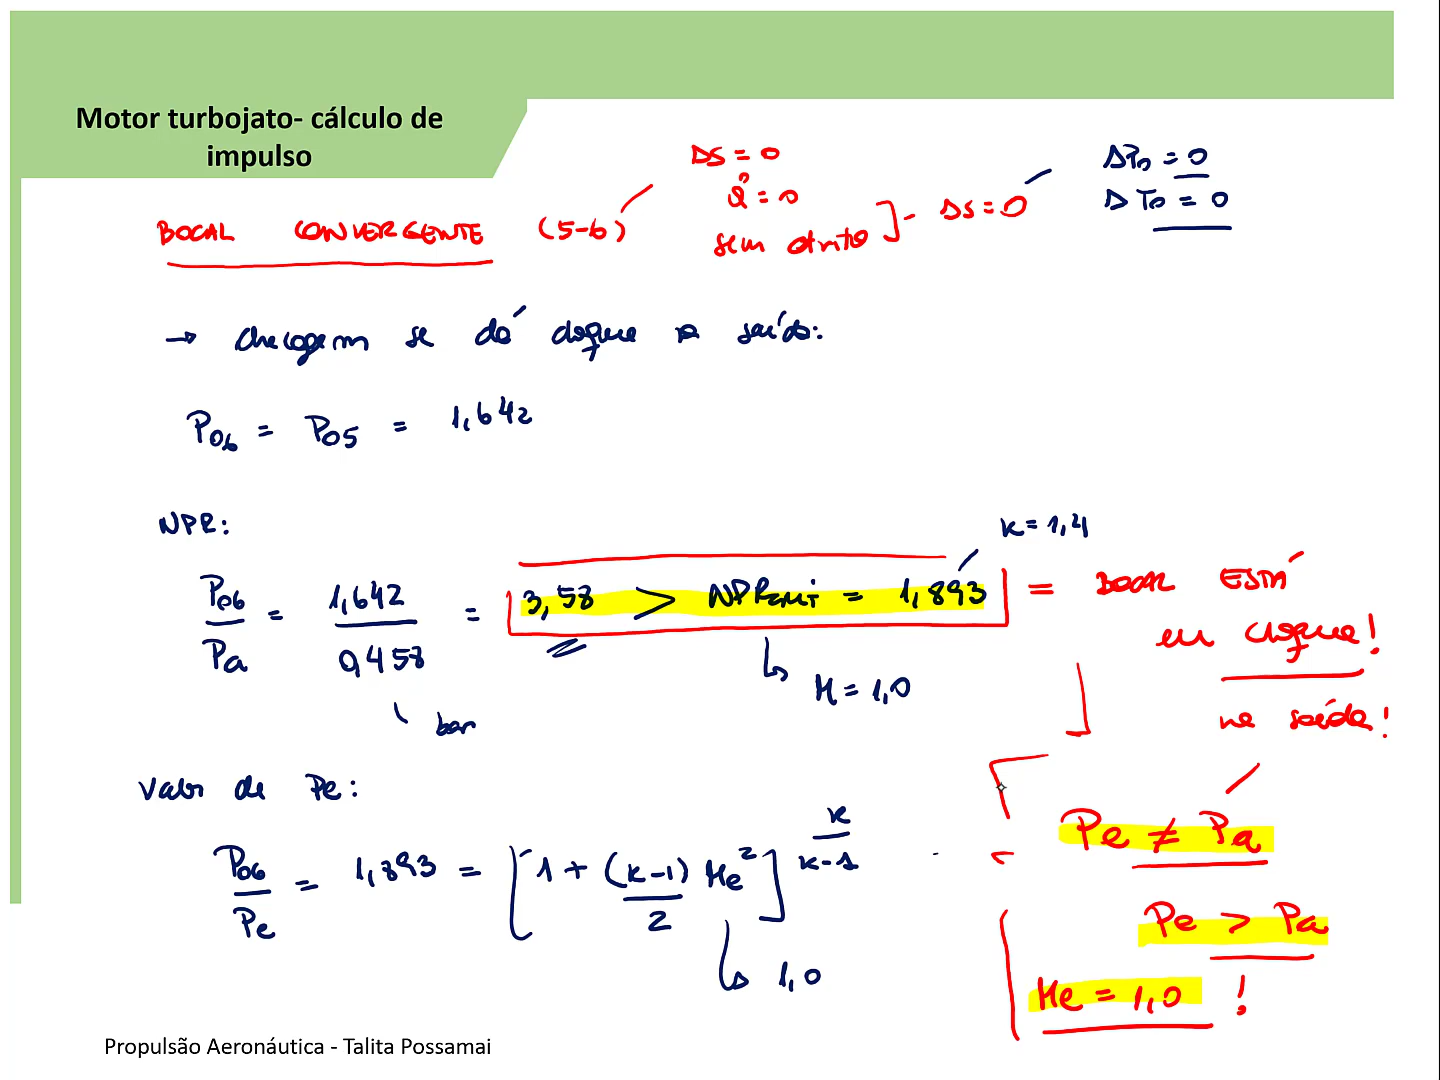 Motor turbojato- cálculo de
impulso
BOCAL CONVERGENTE (5-6)
ΔS = 0
Q̇ = 0
sem atrito
ΔS = 0
ΔP₀ = 0
ΔT₀ = 0
→ checagem se dá choque na saída:
P₀₆ = P₀₅ = 1,642
NPR:
P₀₆/Pa = 1,642/0,458 = 3,58 > NPRcrit = 1,893 = BOCAL ESTÁ
K = 1,4
em choque!
na saída!
M = 1,0
bar
Valor de Pe:
P₀₆/Pe = 1,893 = [1 + (K-1)/2 Me²]^(K/(K-1))
1,0
Pe ≠ Pa
Pe > Pa
Me = 1,0 !
Propulsão Aeronáutica - Talita Possamai